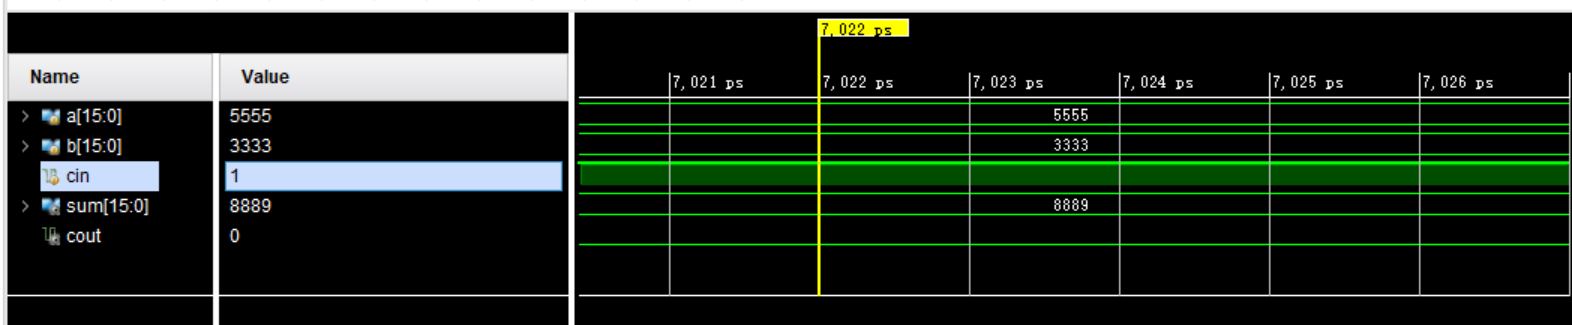 7,022 ps
Name Value
7,021 ps 7,022 ps 7,023 ps 7,024 ps 7,025 ps 7,026 ps
a[15:0] 5555 5555
b[15:0] 3333 3333
cin 1
sum[15:0] 8889 8889
cout 0